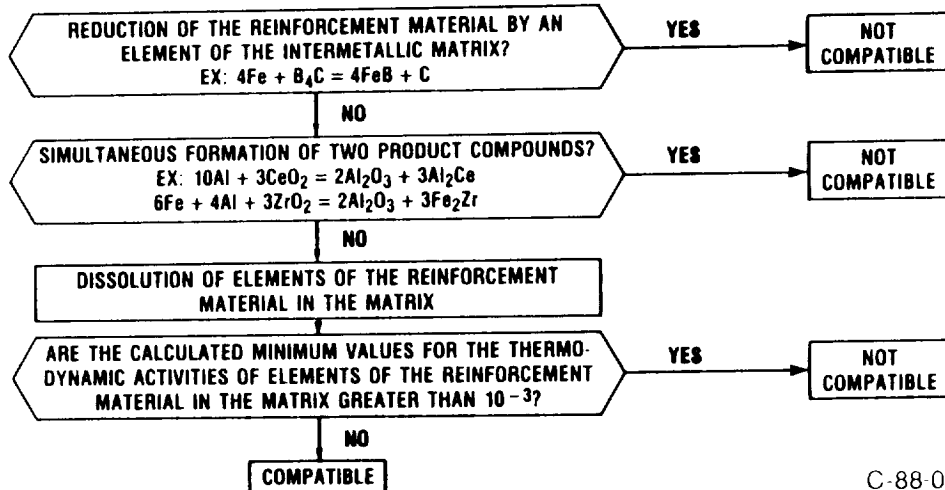 REDUCTION OF THE REINFORCEMENT MATERIAL BY AN
ELEMENT OF THE INTERMETALLIC MATRIX?
EX: 4Fe + B₄C = 4FeB + C
YES
NOT
COMPATIBLE
NO
SIMULTANEOUS FORMATION OF TWO PRODUCT COMPOUNDS?
EX: 10Al + 3CeO₂ = 2Al₂O₃ + 3Al₂Ce
6Fe + 4Al + 3ZrO₂ = 2Al₂O₃ + 3Fe₂Zr
YES
NOT
COMPATIBLE
NO
DISSOLUTION OF ELEMENTS OF THE REINFORCEMENT
MATERIAL IN THE MATRIX
ARE THE CALCULATED MINIMUM VALUES FOR THE THERMO-
DYNAMIC ACTIVITIES OF ELEMENTS OF THE REINFORCEMENT
MATERIAL IN THE MATRIX GREATER THAN 10⁻³?
YES
NOT
COMPATIBLE
NO
COMPATIBLE
C-88-0